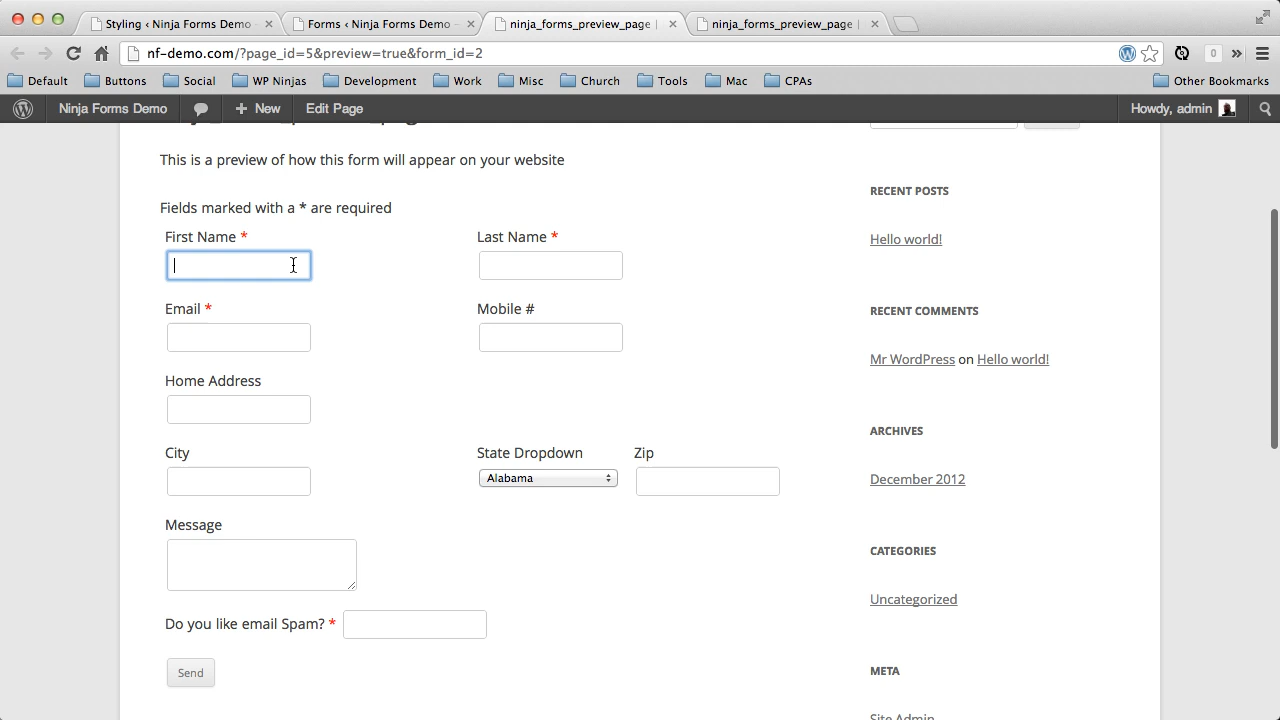 Styling ‹ Ninja Forms Demo
Forms ‹ Ninja Forms Demo
ninja_forms_preview_page |
ninja_forms_preview_page |
nf-demo.com/?page_id=5&preview=true&form_id=2
0
Default
Buttons
Social
WP Ninjas
Development
Work
Misc
Church
Tools
Mac
CPAs
Other Bookmarks
Ninja Forms Demo
+ New
Edit Page
Howdy, admin
This is a preview of how this form will appear on your website
Fields marked with a * are required
First Name *
Last Name *
Email *
Mobile #
Home Address
City
State Dropdown
Zip
Alabama
Message
Do you like email Spam? *
Send
RECENT POSTS
Hello world!
RECENT COMMENTS
Mr WordPress on Hello world!
ARCHIVES
December 2012
CATEGORIES
Uncategorized
META
Site Admin